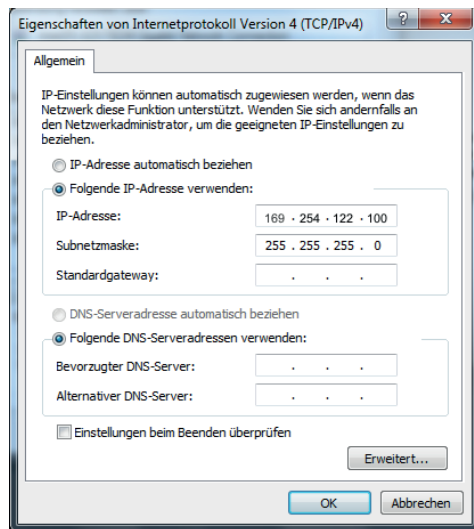 Eigenschaften von Internetprotokoll Version 4 (TCP/IPv4)
Allgemein
IP-Einstellungen können automatisch zugewiesen werden, wenn das
Netzwerk diese Funktion unterstützt. Wenden Sie sich andernfalls an
den Netzwerkadministrator, um die geeigneten IP-Einstellungen zu
beziehen.
IP-Adresse automatisch beziehen
Folgende IP-Adresse verwenden:
IP-Adresse: 169 . 254 . 122 . 100
Subnetzmaske: 255 . 255 . 255 . 0
Standardgateway: . . .
DNS-Serveradresse automatisch beziehen
Folgende DNS-Serveradressen verwenden:
Bevorzugter DNS-Server: . . .
Alternativer DNS-Server: . . .
Einstellungen beim Beenden überprüfen
Erweitert...
OK Abbrechen